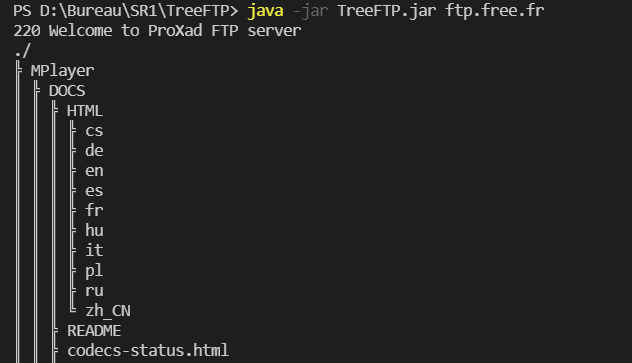 PS D:\Bureau\SR1\TreeFTP> java -jar TreeFTP.jar ftp.free.fr
220 Welcome to ProXad FTP server
./
╠ MPlayer
║ ╠ DOCS
║ ║ ╠ HTML
║ ║ ║ ╠ cs
║ ║ ║ ╠ de
║ ║ ║ ╠ en
║ ║ ║ ╠ es
║ ║ ║ ╠ fr
║ ║ ║ ╠ hu
║ ║ ║ ╠ it
║ ║ ║ ╠ pl
║ ║ ║ ╠ ru
║ ║ ║ ╚ zh_CN
║ ║ ╠ README
║ ║ ╠ codecs-status.html